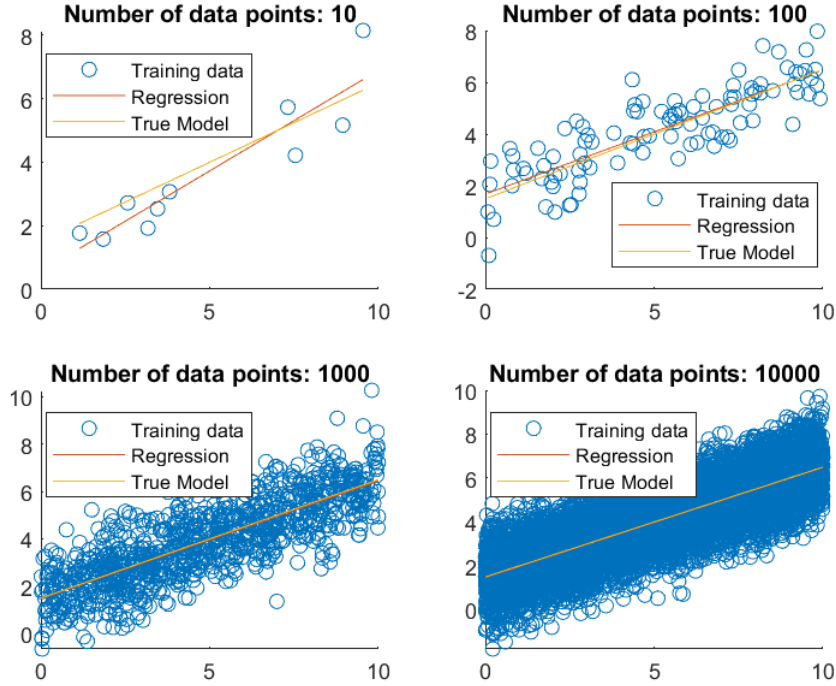 Number of data points: 10
8
6
4
2
0
0
5
10
Training data
Regression
True Model
Number of data points: 100
8
6
4
2
0
-2
0
5
10
Training data
Regression
True Model
Number of data points: 1000
10
8
6
4
2
0
0
5
10
Training data
Regression
True Model
Number of data points: 10000
10
8
6
4
2
0
0
5
10
Training data
Regression
True Model